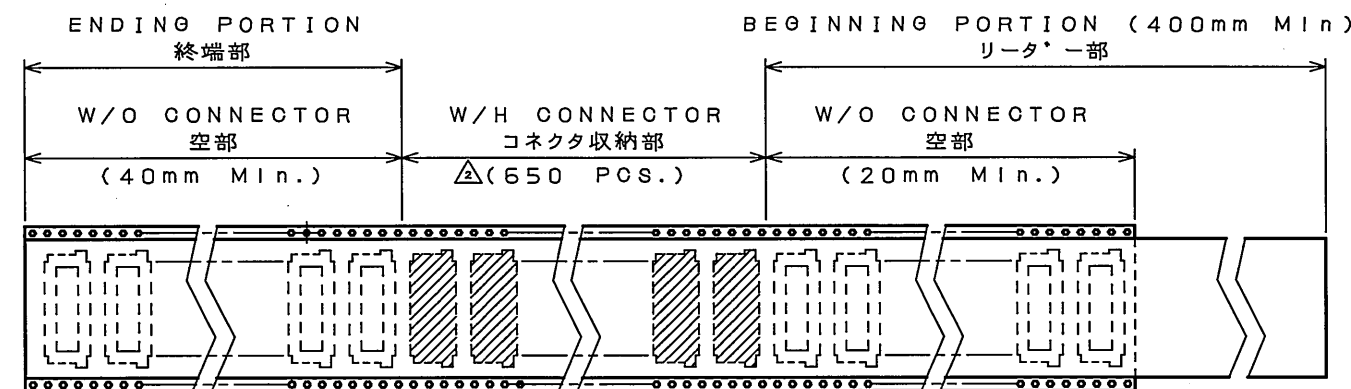 ENDING PORTION
終端部
BEGINNING PORTION (400mm MIn)
リーダー部
W/O CONNECTOR
空部
(40mm MIn.)
W/H CONNECTOR
コネクタ収納部
2(650 PCS.)
W/O CONNECTOR
空部
(20mm MIn.)